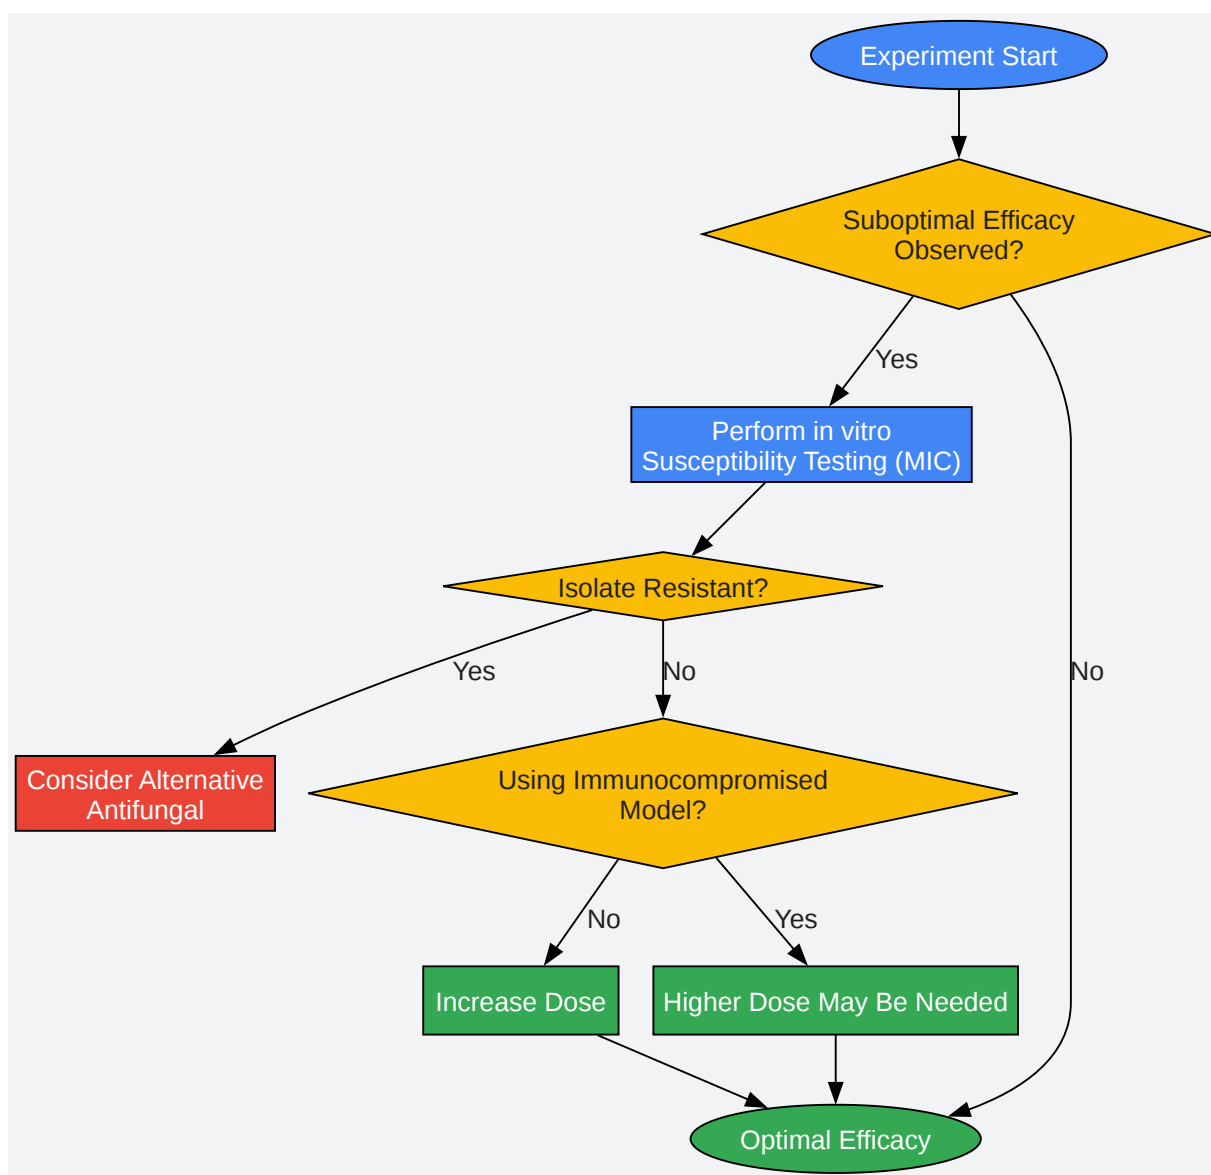 Experiment Start
Suboptimal Efficacy
Observed?
Yes
Perform in vitro
Susceptibility Testing (MIC)
Isolate Resistant?
Yes
No
No
Consider Alternative
Antifungal
Using Immunocompromised
Model?
No
Yes
Increase Dose
Higher Dose May Be Needed
Optimal Efficacy